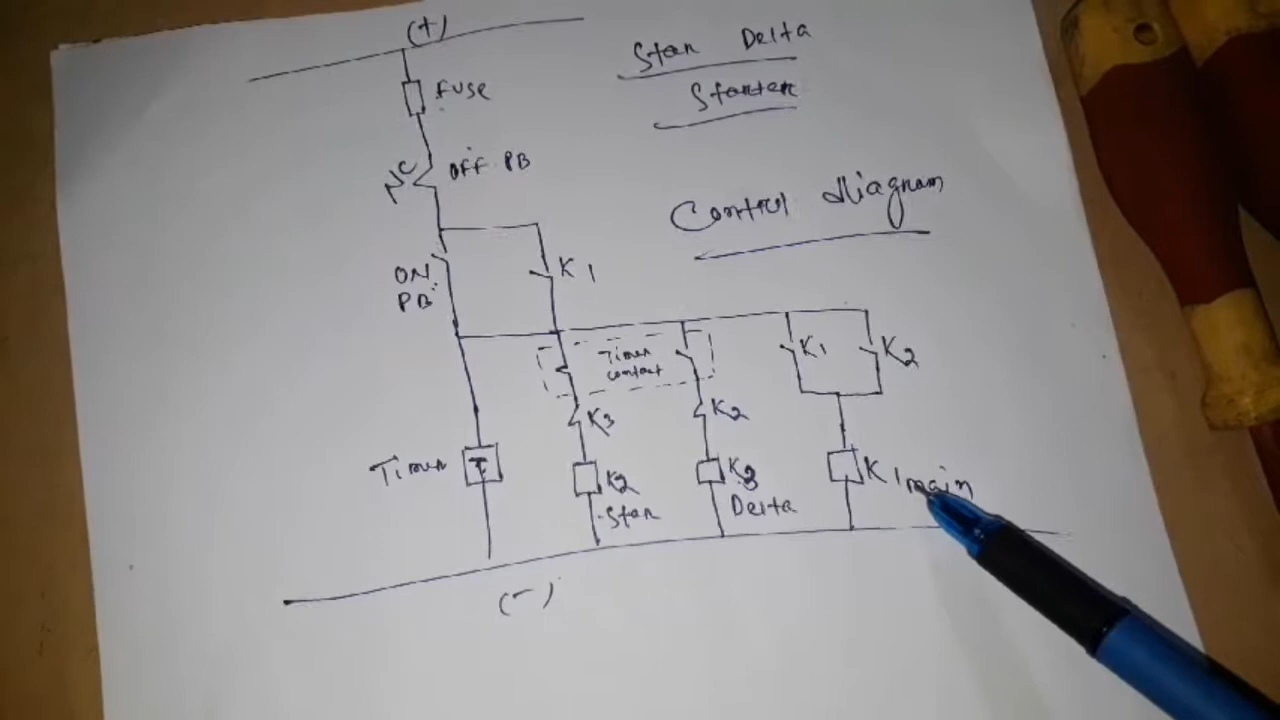 (+)
Star Delta
Starter
Fuse
NC
OFF PB
Control diagram
ON
PB
K1
Timer
contact
K1
K2
K3
K2
Timer
T
K2
Star
K3
Delta
K1 main
(-)